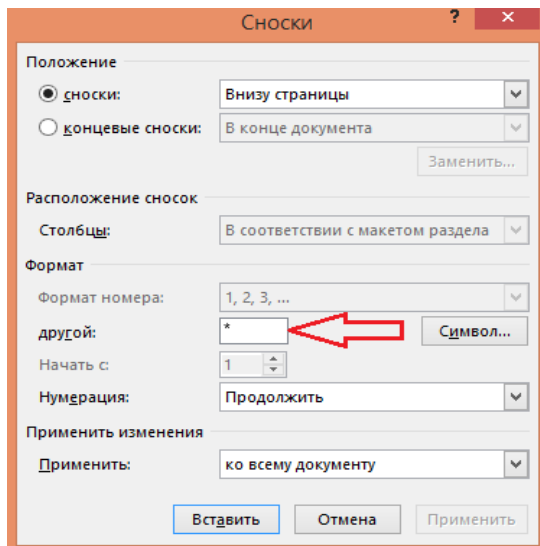 Сноски ? ×
Положение
сноски: Внизу страницы
концевые сноски: В конце документа
Заменить...
Расположение сносок
Столбцы: В соответствии с макетом раздела
Формат
Формат номера: 1, 2, 3, ...
другой: * Символ...
Начать с: 1
Нумерация: Продолжить
Применить изменения
Применить: ко всему документу
Вставить Отмена Применить